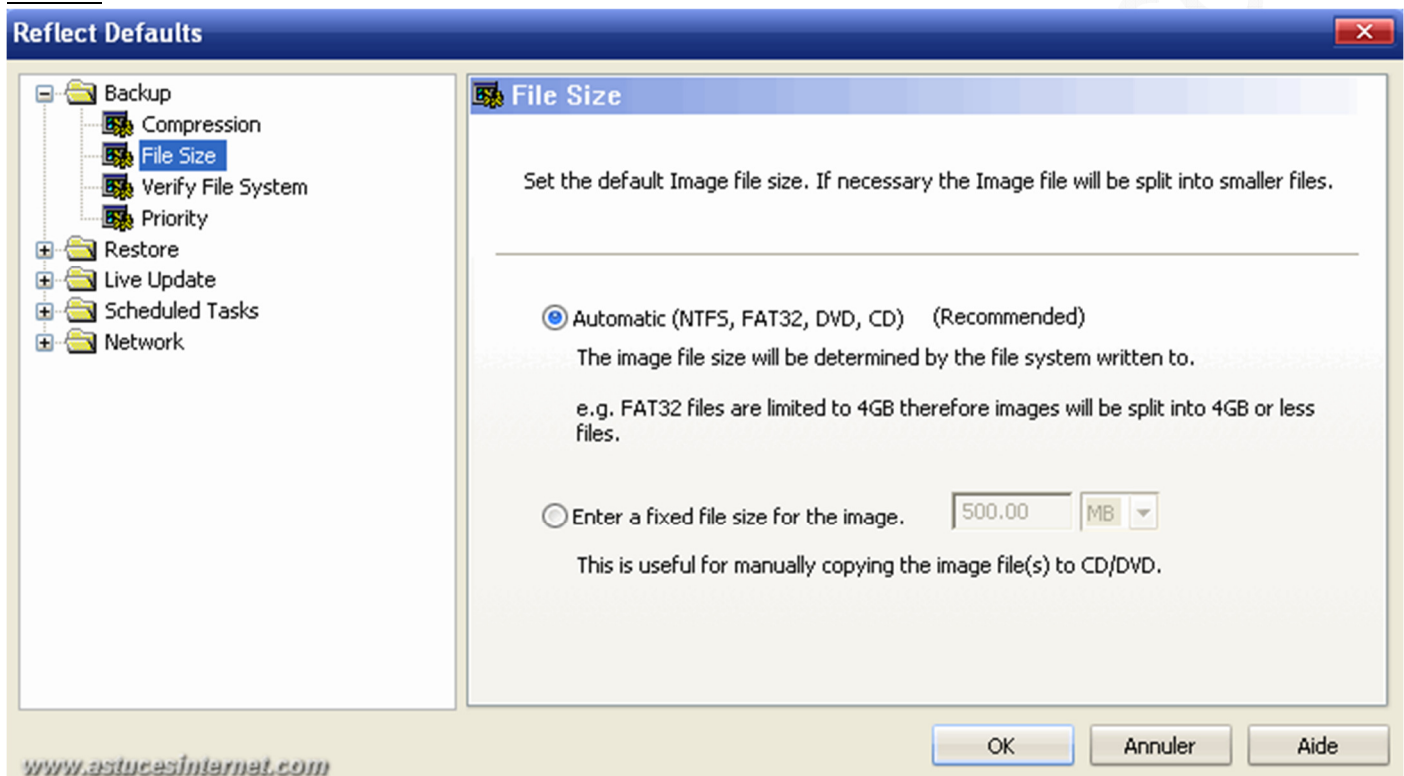 Reflect Defaults
Backup
Compression
File Size
Verify File System
Priority
Restore
Live Update
Scheduled Tasks
Network
File Size
Set the default Image file size. If necessary the Image file will be split into smaller files.
Automatic (NTFS, FAT32, DVD, CD) (Recommended)
The image file size will be determined by the file system written to.
e.g. FAT32 files are limited to 4GB therefore images will be split into 4GB or less
files.
Enter a fixed file size for the image. 500.00 MB
This is useful for manually copying the image file(s) to CD/DVD.
OK Annuler Aide
www.astucesinternet.com